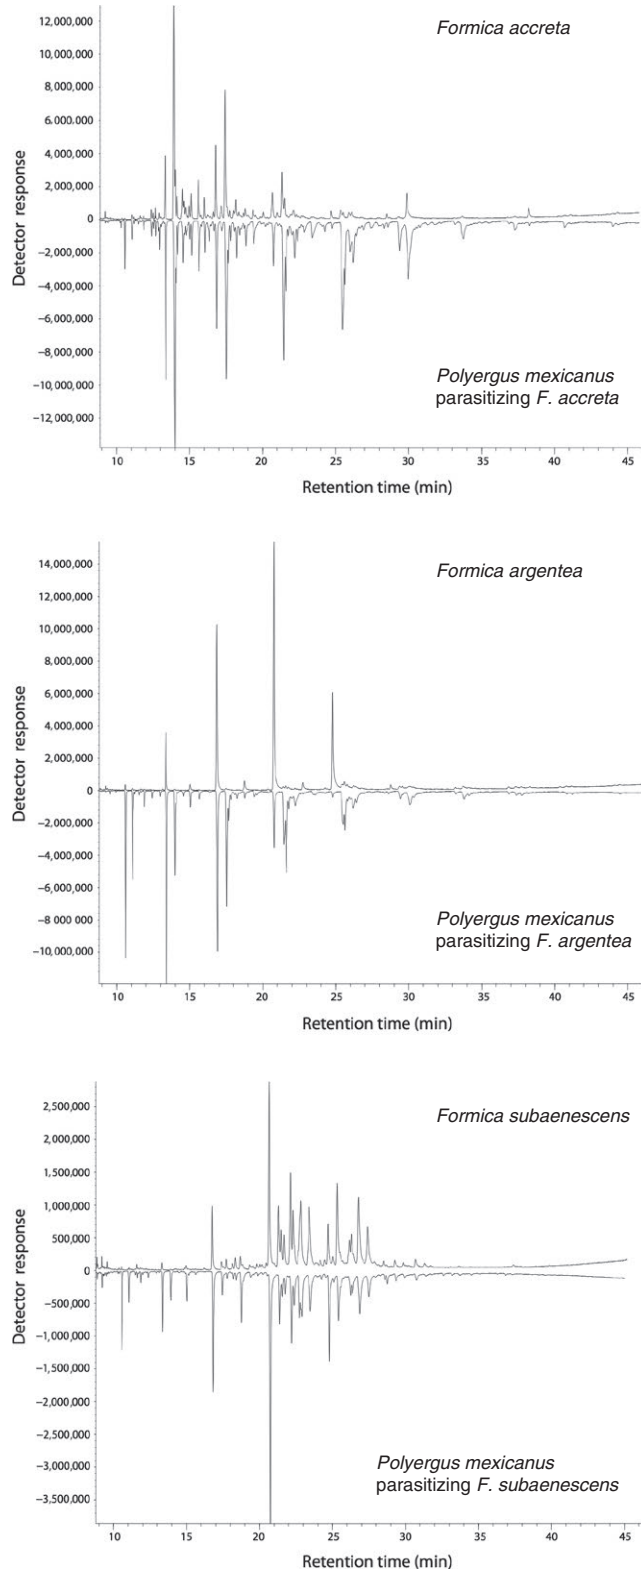 Formica accreta
12,000,000
10,000,000
8,000,000
6,000,000
4,000,000
2,000,000
0
−2,000,000
−4,000,000
−6,000,000
−8,000,000
−10,000,000
−12,000,000
Detector response
Polyergus mexicanus
parasitizing F. accreta
10 15 20 25 30 35 40 45
Retention time (min)
Formica argentea
14,000,000
12,000,000
10,000,000
8,000,000
6,000,000
4,000,000
2,000,000
0
−2,000,000
−4,000,000
−6,000,000
−8,000 000
−10,000,000
Detector response
Polyergus mexicanus
parasitizing F. argentea
10 15 20 25 30 35 40 45
Retention time (min)
Formica subaenescens
2,500,000
2,000,000
1,500,000
1,000,000
500,000
0
−500,000
−1,000,000
−1,500,000
−2,000,000
−2,500,000
−3,000,000
−3,500,000
Detector response
Polyergus mexicanus
parasitizing F. subaenescens
10 15 20 25 30 35 40 45
Retention time (min)